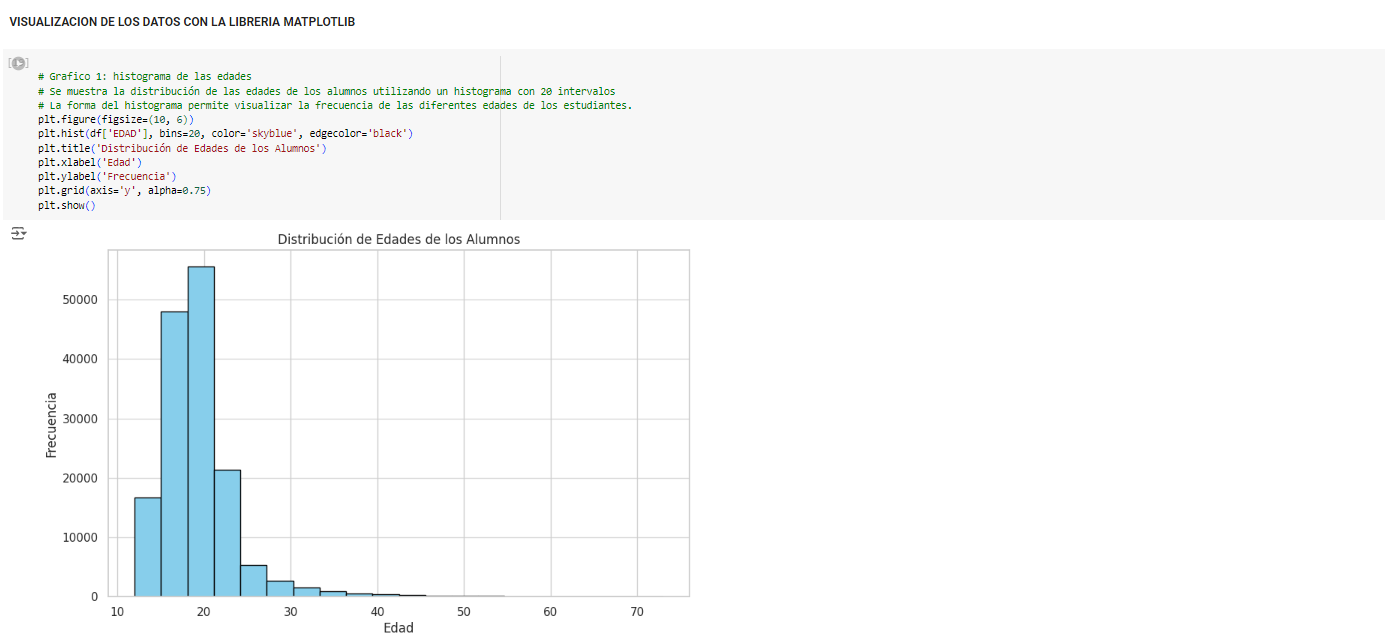 VISUALIZACION DE LOS DATOS CON LA LIBRERIA MATPLOTLIB
# Grafico 1: histograma de las edades
# Se muestra la distribución de las edades de los alumnos utilizando un histograma con 20 intervalos
# La forma del histograma permite visualizar la frecuencia de las diferentes edades de los estudiantes.
plt.figure(figsize=(10, 6))
plt.hist(df['EDAD'], bins=20, color='skyblue', edgecolor='black')
plt.title('Distribución de Edades de los Alumnos')
plt.xlabel('Edad')
plt.ylabel('Frecuencia')
plt.grid(axis='y', alpha=0.75)
plt.show()
Distribución de Edades de los Alumnos
Frecuencia
50000
40000
30000
20000
10000
0
10 20 30 40 50 60 70
Edad